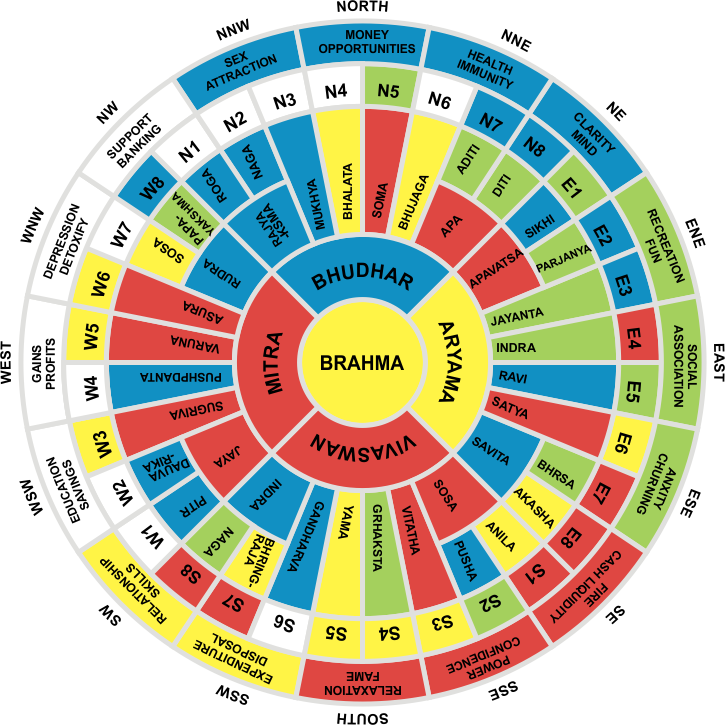 NORTH
NNE
NE
ENE
EAST
ESE
SE
SSE
SOUTH
SSW
SW
WSW
WEST
WNW
NW
NNW
MONEY
OPPORTUNITIES
HEALTH
IMMUNITY
CLARITY
MIND
RECREATION
FUN
SOCIAL
ASSOCIATION
ANXITY
CHURNING
FIRE
CASH LIQUIDITY
POWER
CONFIDENCE
RELAXATION
FAME
EXPENDITURE
DISPOSAL
RELATIONSHIP
SKILLS
EDUCATION
SAVINGS
GAINS
PROFITS
DEPRESSION
DETOXIFY
SUPPORT
BANKING
SEX
ATTRACTION
N4
N5
N6
N7
N8
E1
E2
E3
E4
E5
E6
E7
E8
S1
S2
S3
S4
S5
S6
S7
S8
W1
W2
W3
W4
W5
W6
W7
W8
N1
N2
N3
BHALATA
SOMA
BHUJAGA
ADITI
DITI
SIKHI
PARJANYA
JAYANTA
INDRA
RAVI
SATYA
BHRSA
AKASHA
ANILA
PUSHA
VITATHA
GRHAKSTA
YAMA
GANDHARVA
BHRING-
RAJA
NAGA
PITR
DAUVA
-RIKA
SUGRIVA
PUSHPDANTA
VARUNA
ASURA
SOSA
PAPA-
YAKSHMA
ROGA
NAGA
MUKHYA
APA
APAVATSA
SAVITA
SOSA
INDRA
JAYA
RUDRA
RAJYA
KSMA
BHUDHAR
ARYAMA
VIVASWAN
MITRA
BRAHMA